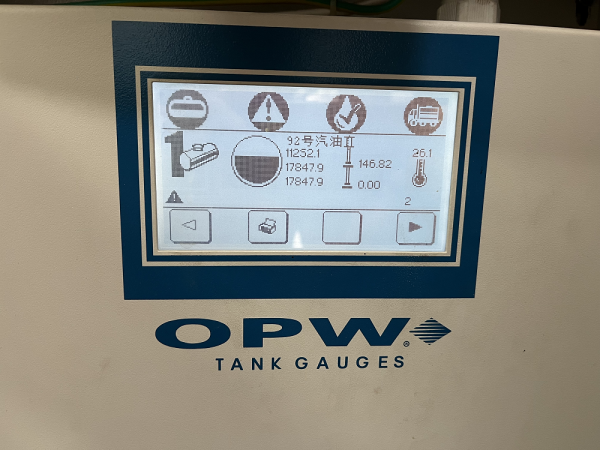 92号汽油II
1
11252.1
17847.9
17847.9
146.82
0.00
26.1
2
OPW®
TANK GAUGES